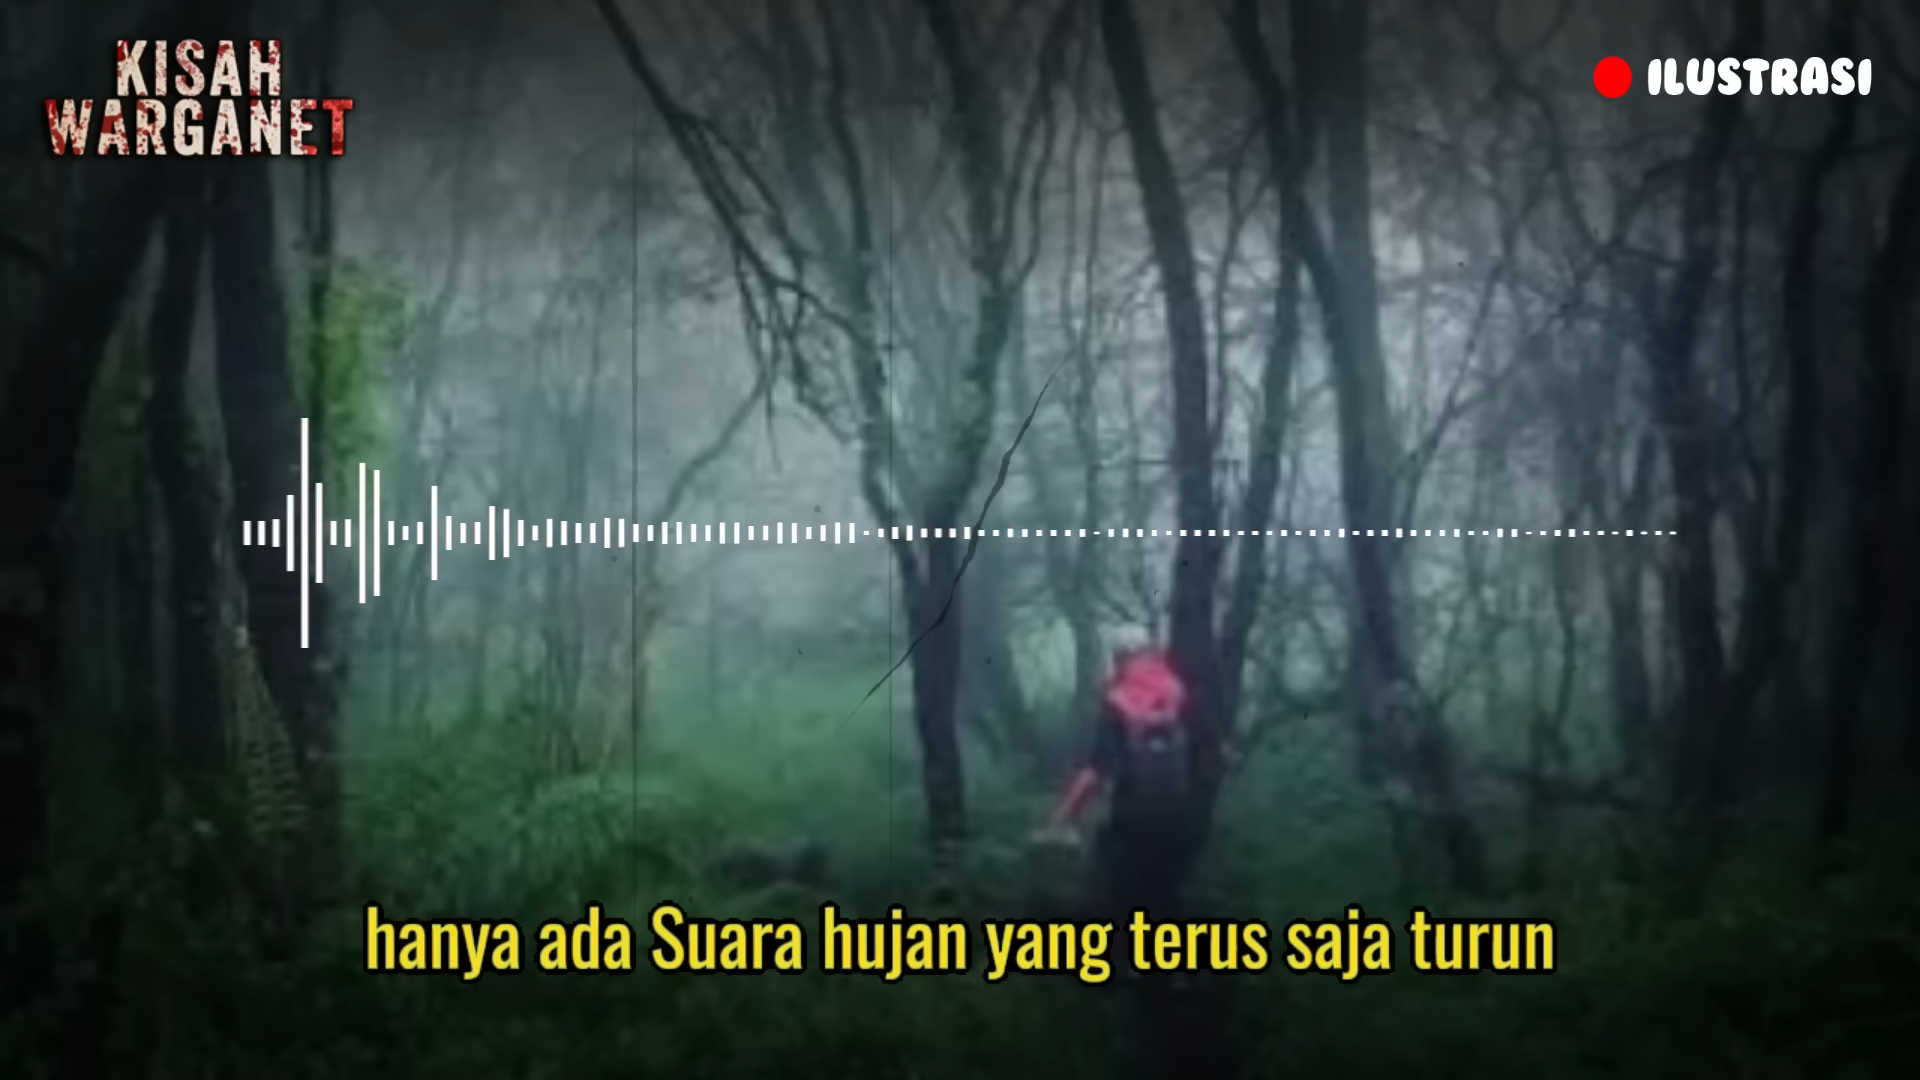 KISAH
WARGANET
ILUSTRASI
hanya ada Suara hujan yang terus saja turun